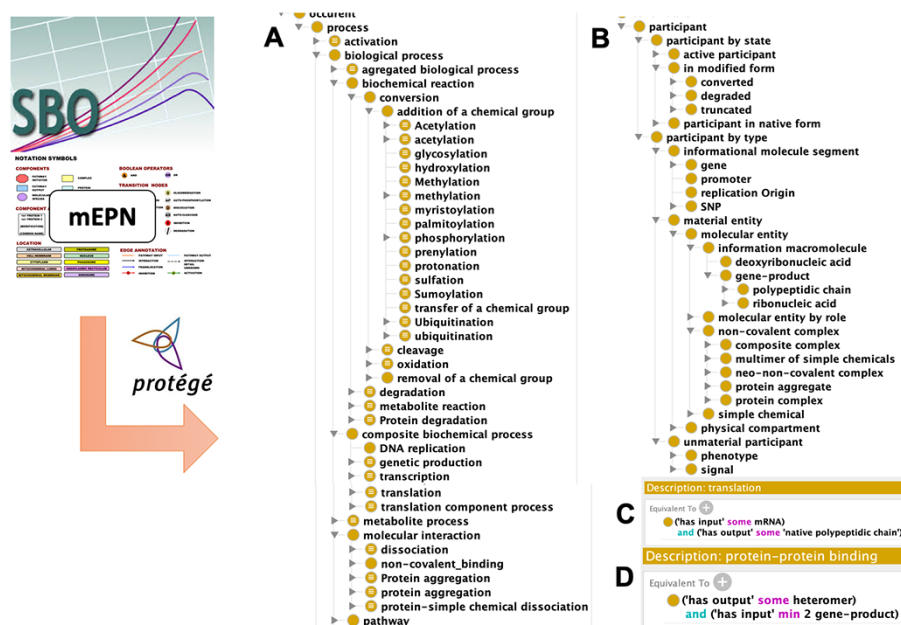 SBO
NOTATION SYMBOLS
COMPONENTS
BOOLEAN OPERATORS
TRANSITION NODES
mEPN
LOCATION
EDGE ANNOTATION
protégé
A
occurent
process
activation
biological process
agregated biological process
biochemical reaction
conversion
addition of a chemical group
Acetylation
acetylation
glycosylation
hydroxylation
Methylation
methylation
myristoylation
palmitoylation
phosphorylation
prenylation
protonation
sulfation
Sumoylation
transfer of a chemical group
Ubiquitination
ubiquitination
cleavage
oxidation
removal of a chemical group
degradation
metabolite reaction
Protein degradation
composite biochemical process
DNA replication
genetic production
transcription
translation
translation component process
metabolite process
molecular interaction
dissociation
non-covalent_binding
Protein aggregation
protein aggregation
protein-simple chemical dissociation
pathway
B
participant
participant by state
active participant
in modified form
converted
degraded
truncated
participant in native form
participant by type
informational molecule segment
gene
promoter
replication Origin
SNP
material entity
molecular entity
information macromolecule
deoxyribonucleic acid
gene-product
polypeptidic chain
ribonucleic acid
molecular entity by role
non-covalent complex
composite complex
multimer of simple chemicals
neo-non-covalent complex
protein aggregate
protein complex
simple chemical
physical compartment
unmaterial participant
phenotype
signal
C
Description: translation
Equivalent To
('has input' some mRNA)
and ('has output' some 'native polypeptidic chain')
D
Description: protein-protein binding
Equivalent To
('has output' some heteromer)
and ('has input' min 2 gene-product)